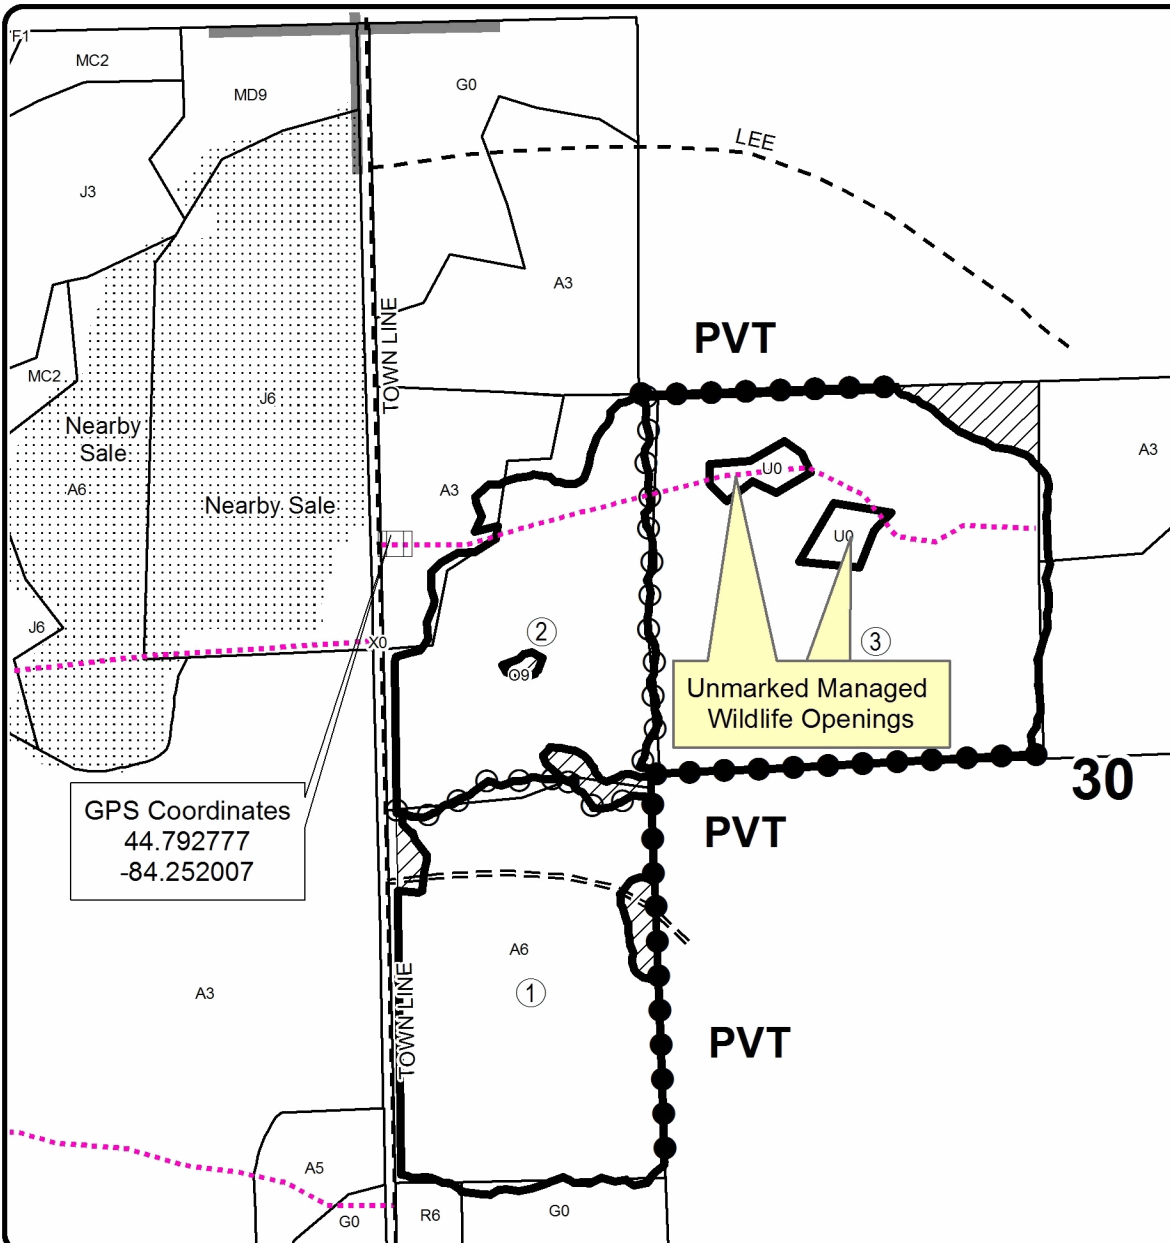 F1
MC2
MD9
G0
LEE
J3
A3
TOWN LINE
PVT
MC2
J6
Nearby
Sale
U0
A3
A6
Nearby Sale
A3
U0
J6
X0
2
3
O9
Unmarked Managed
Wildlife Openings
30
GPS Coordinates
44.792777
-84.252007
PVT
A6
A3
1
TOWN LINE
PVT
A5
G0
R6
G0